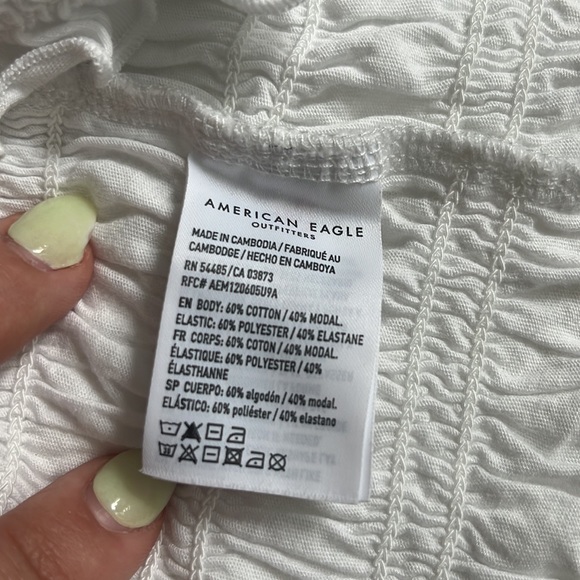 AMERICAN EAGLE
OUTFITTERS
MADE IN CAMBODIA / FABRIQUÉ AU
CAMBODGE / HECHO EN CAMBOYA
RN 54485/CA 03873
RFC# AEM120605U9A
EN BODY: 60% COTTON / 40% MODAL.
ELASTIC: 60% POLYESTER / 40% ELASTANE
FR CORPS: 60% COTON / 40% MODAL.
ÉLASTIQUE: 60% POLYESTER / 40%
ÉLASTHANNE
SP CUERPO: 60% algodón / 40% modal.
ELÁSTICO: 60% poliéster / 40% elastano